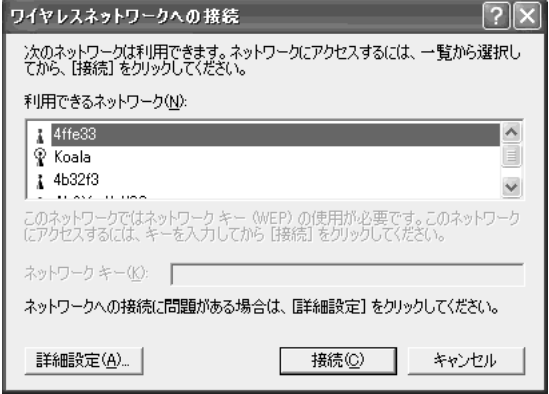 ワイヤレスネットワークへの接続
次のネットワークは利用できます。ネットワークにアクセスするには、一覧から選択し
てから、[接続] をクリックしてください。
利用できるネットワーク(N):
4ffe33
Koala
4b32f3
このネットワークではネットワーク キー (WEP) の使用が必要です。このネットワーク
にアクセスするには、キーを入力してから [接続] をクリックしてください。
ネットワーク キー(K):
ネットワークへの接続に問題がある場合は、[詳細設定] をクリックしてください。
詳細設定(A)...
接続(C)
キャンセル